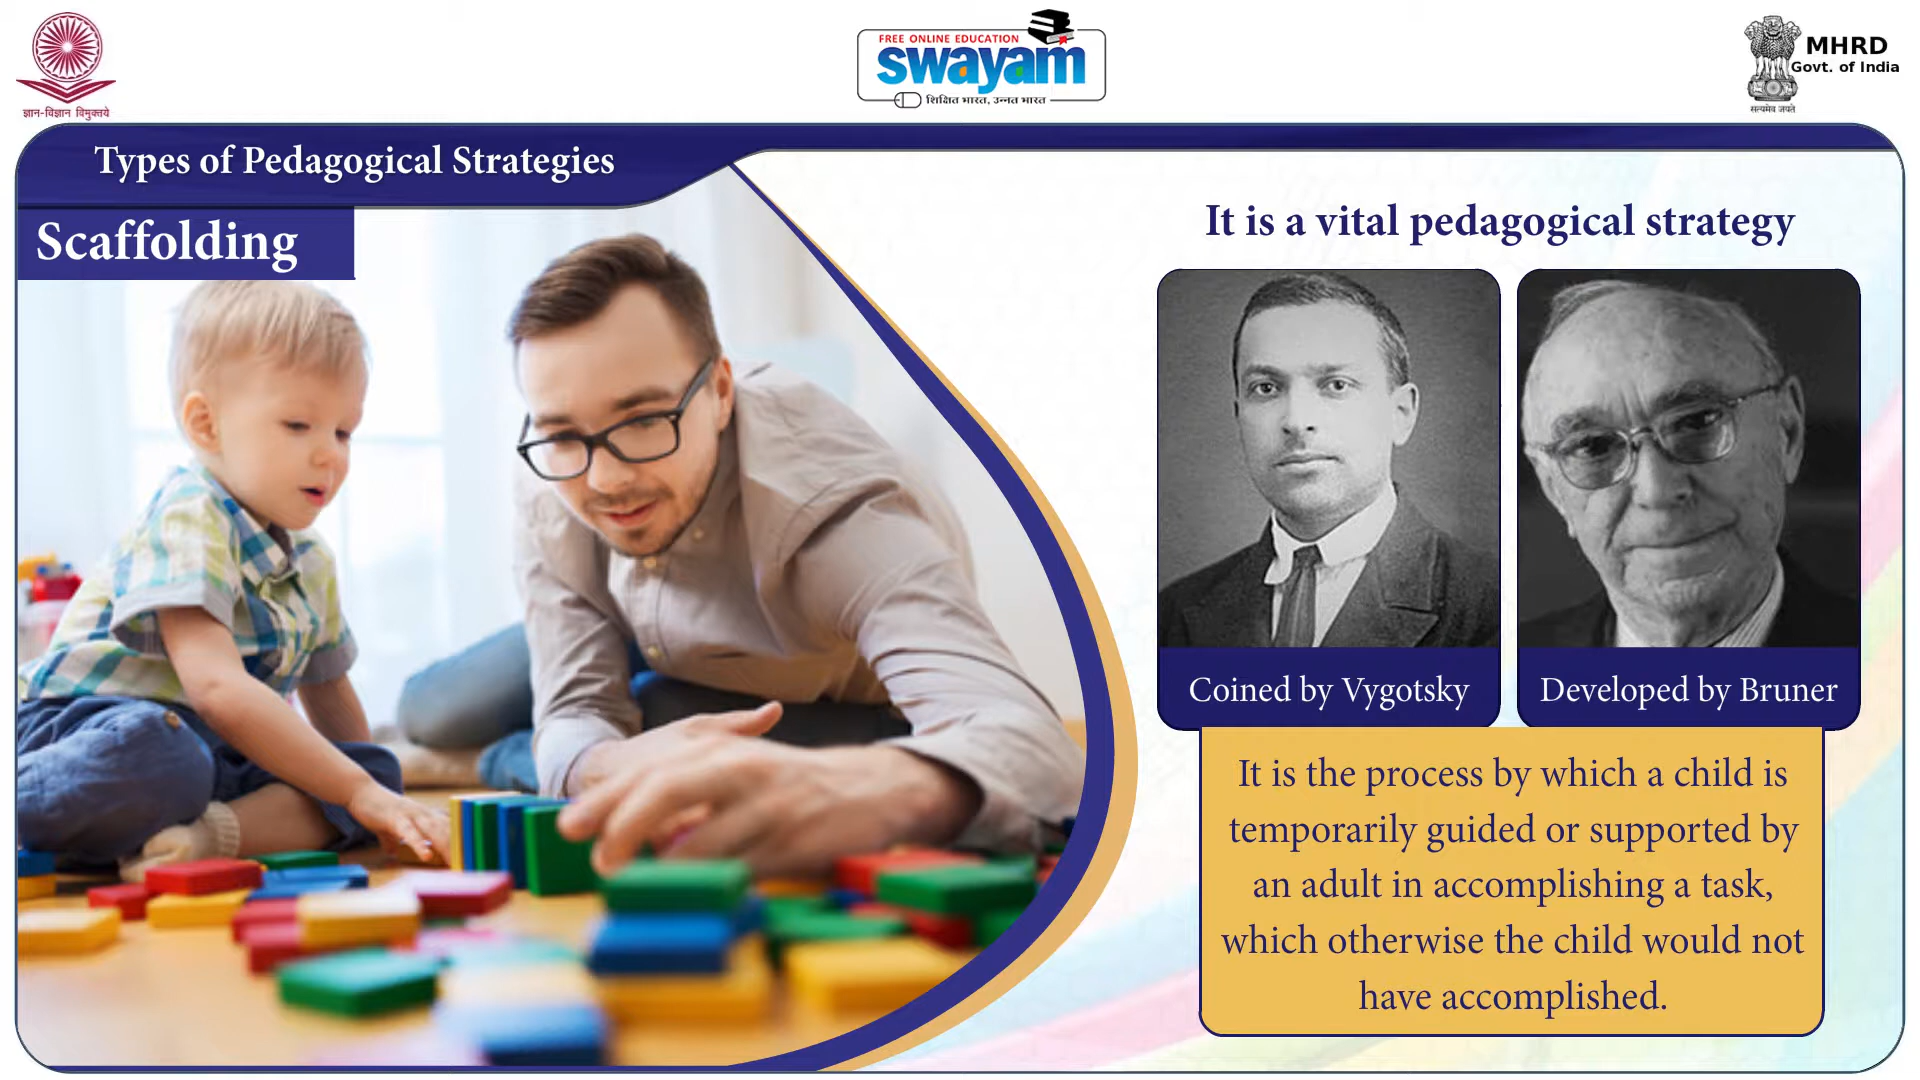 ज्ञान-विज्ञान विमुक्तये
FREE ONLINE EDUCATION
swayam
शिक्षित भारत, उन्नत भारत
MHRD
Govt. of India
सत्यमेव जयते
Types of Pedagogical Strategies
Scaffolding
It is a vital pedagogical strategy
Coined by Vygotsky
Developed by Bruner
It is the process by which a child is
temporarily guided or supported by
an adult in accomplishing a task,
which otherwise the child would not
have accomplished.